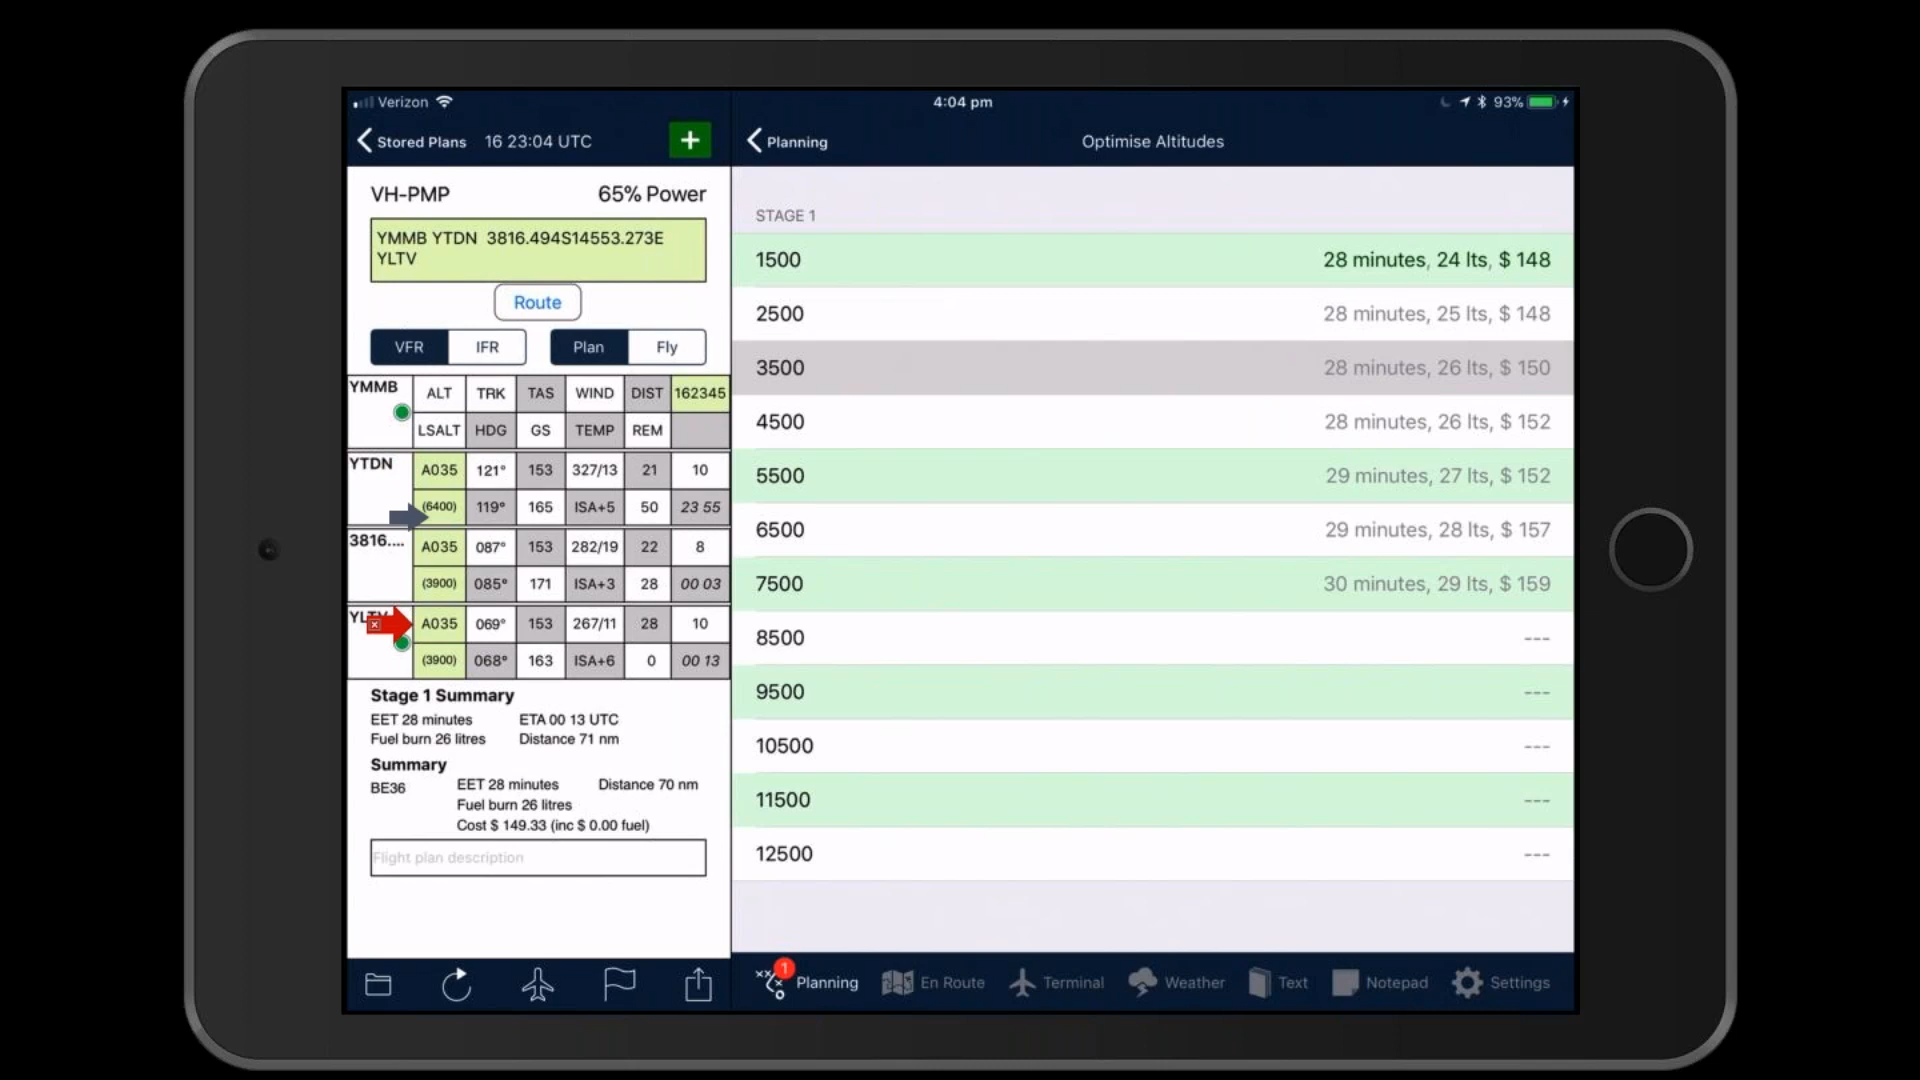 Verizon
4:04 pm
93%
Stored Plans
16 23:04 UTC
+
Planning
Optimise Altitudes
VH-PMP
65% Power
YMMB YTDN 3816.494S14553.273E
YLTV
Route
VFR
IFR
Plan
Fly
YMMB
ALT TRK TAS WIND DIST 162345
LSALT HDG GS TEMP REM
YTDN
A035 121° 153 327/13 21 10
(6400) 119° 165 ISA+5 50 23 55
3816....
A035 087° 153 282/19 22 8
(3900) 085° 171 ISA+3 28 00 03
A035 069° 153 267/11 28 10
(3900) 068° 163 ISA+6 0 00 13
Stage 1 Summary
EET 28 minutes ETA 00 13 UTC
Fuel burn 26 litres Distance 71 nm
Summary
BE36 EET 28 minutes Distance 70 nm
Fuel burn 26 litres
Cost $ 149.33 (inc $ 0.00 fuel)
Flight plan description
STAGE 1
1500 28 minutes, 24 lts, $ 148
2500 28 minutes, 25 lts, $ 148
3500 28 minutes, 26 lts, $ 150
4500 28 minutes, 26 lts, $ 152
5500 29 minutes, 27 lts, $ 152
6500 29 minutes, 28 lts, $ 157
7500 30 minutes, 29 lts, $ 159
8500 ---
9500 ---
10500 ---
11500 ---
12500 ---
1
Planning
En Route
Terminal
Weather
Text
Notepad
Settings